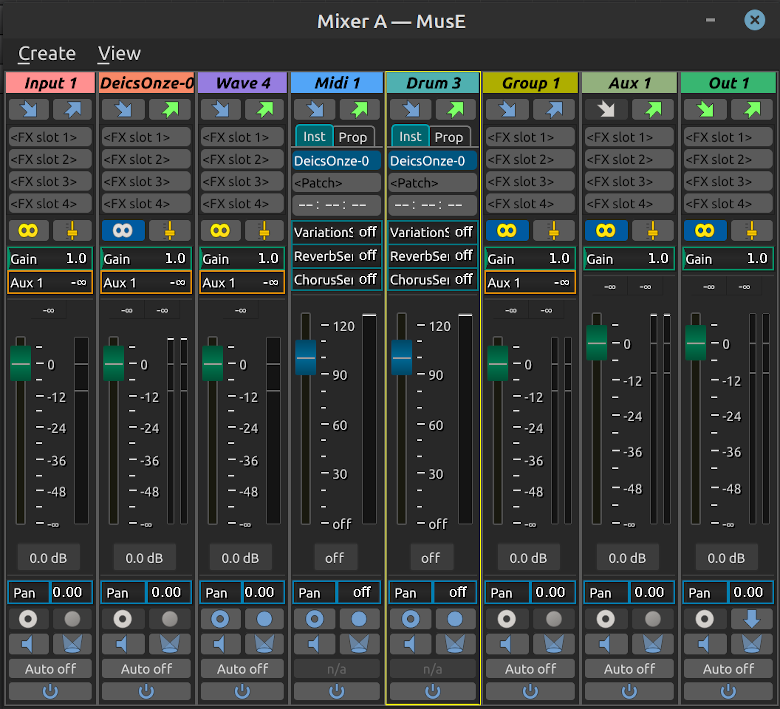 Mixer A — MusE
Create View
Input 1 DeicsOnze-0 Wave 4 Midi 1 Drum 3 Group 1 Aux 1 Out 1
<FX slot 1> <FX slot 1> <FX slot 1> Inst Prop Inst Prop <FX slot 1> <FX slot 1> <FX slot 1>
<FX slot 2> <FX slot 2> <FX slot 2> DeicsOnze-0 DeicsOnze-0 <FX slot 2> <FX slot 2> <FX slot 2>
<FX slot 3> <FX slot 3> <FX slot 3> <Patch> <Patch> <FX slot 3> <FX slot 3> <FX slot 3>
<FX slot 4> <FX slot 4> <FX slot 4> --:--:-- --:--:-- <FX slot 4> <FX slot 4> <FX slot 4>
VariationS off VariationS off
Gain 1.0 Gain 1.0 Gain 1.0 ReverbSe off ReverbSe off Gain 1.0 Gain 1.0 Gain 1.0
Aux 1 -∞ Aux 1 -∞ Aux 1 -∞ ChorusSe off ChorusSe off Aux 1 -∞ -∞ -∞ -∞ -∞
-∞ -∞ -∞ -∞ -∞ -∞
120 120
0 0
0 0 0 90 90 0
-12 -12
-12 -12 -12 -12
-24 -24
-24 -24 -24 60 60 -24
-36 -36
-36 -36 -36 30 30 -36
-48 -48 -48 -48 -48 -48
-∞ -∞ -∞ off off -∞ -∞ -∞
0.0 dB 0.0 dB 0.0 dB off off 0.0 dB 0.0 dB 0.0 dB
Pan 0.00 Pan 0.00 Pan 0.00 Pan off Pan off Pan 0.00 Pan 0.00 Pan 0.00
Auto off Auto off Auto off n/a n/a Auto off Auto off Auto off